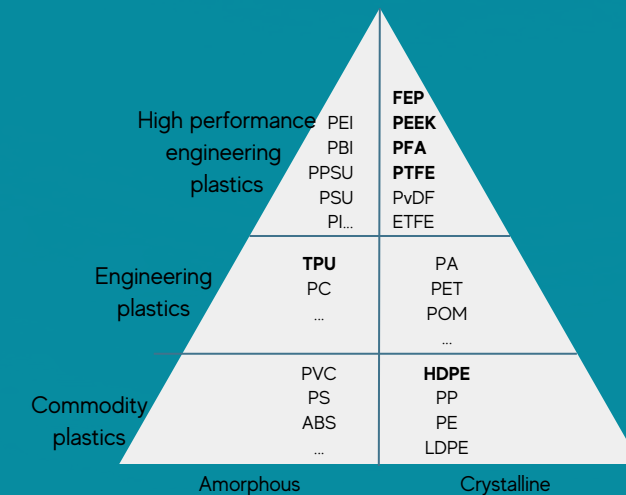 High performance
engineering
plastics
PEI
PBI
PPSU
PSU
PI...
FEP
PEEK
PFA
PTFE
PvDF
ETFE
Engineering
plastics
TPU
PC
...
PA
PET
POM
...
Commodity
plastics
PVC
PS
ABS
...
HDPE
PP
PE
LDPE
Amorphous
Crystalline